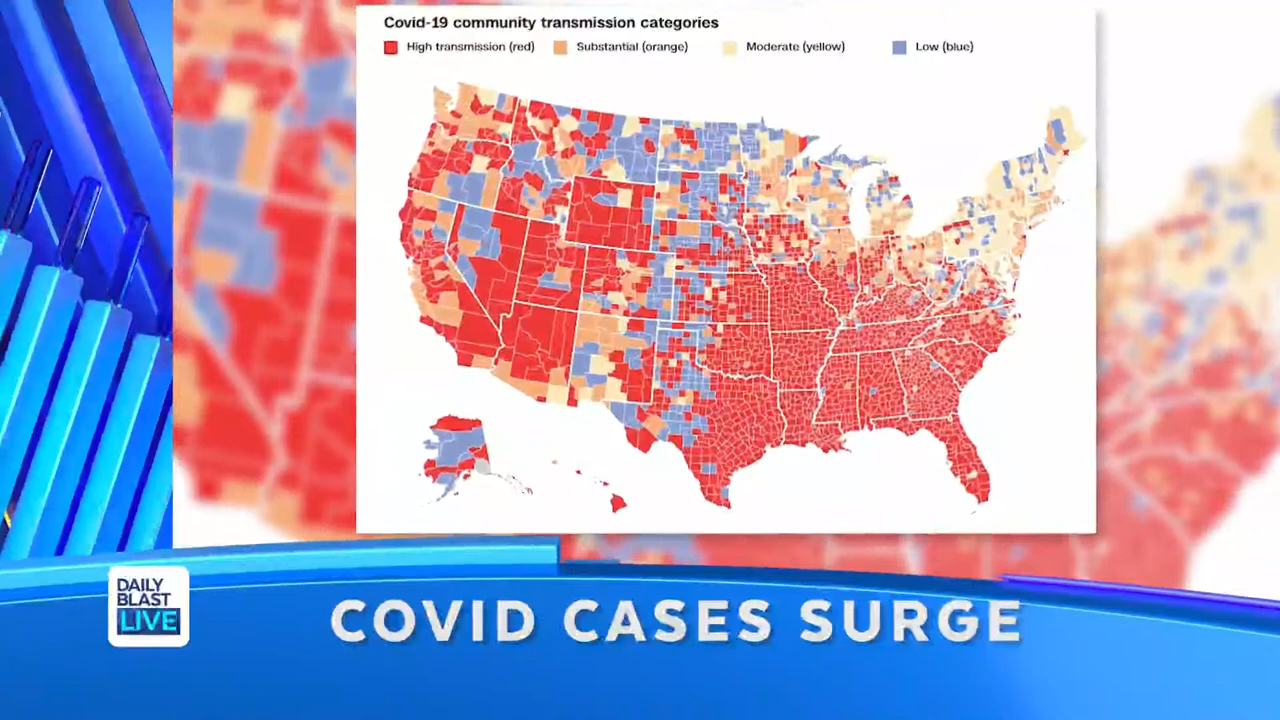 Covid-19 community transmission categories
High transmission (red) Substantial (orange) Moderate (yellow) Low (blue)
DAILY
BLAST
LIVE
COVID CASES SURGE